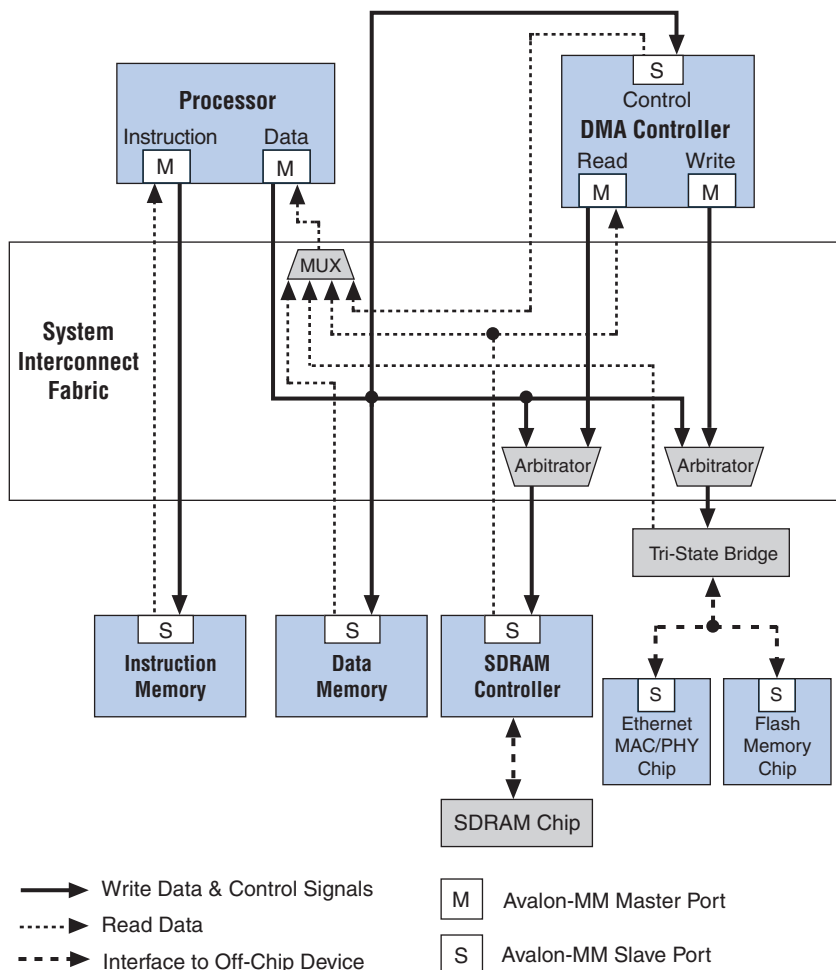 Processor
Instruction
Data
M
M
S
Control
DMA Controller
Read
Write
M
M
MUX
System
Interconnect
Fabric
Arbitrator
Arbitrator
Tri-State Bridge
S
Instruction
Memory
S
Data
Memory
S
SDRAM
Controller
S
Ethernet
MAC/PHY
Chip
S
Flash
Memory
Chip
SDRAM Chip
Write Data & Control Signals
Read Data
Interface to Off-Chip Device
M
Avalon-MM Master Port
S
Avalon-MM Slave Port